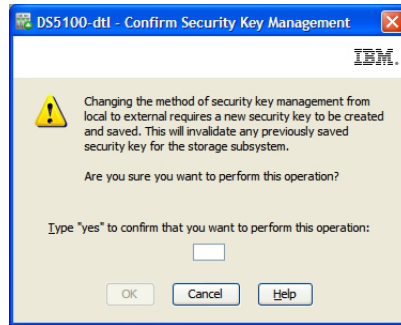 DS5100-dtl - Confirm Security Key Management
IBM.
Changing the method of security key management from
local to external requires a new security key to be created
and saved. This will invalidate any previously saved
security key for the storage subsystem.
Are you sure you want to perform this operation?
Type "yes" to confirm that you want to perform this operation:
OK Cancel Help